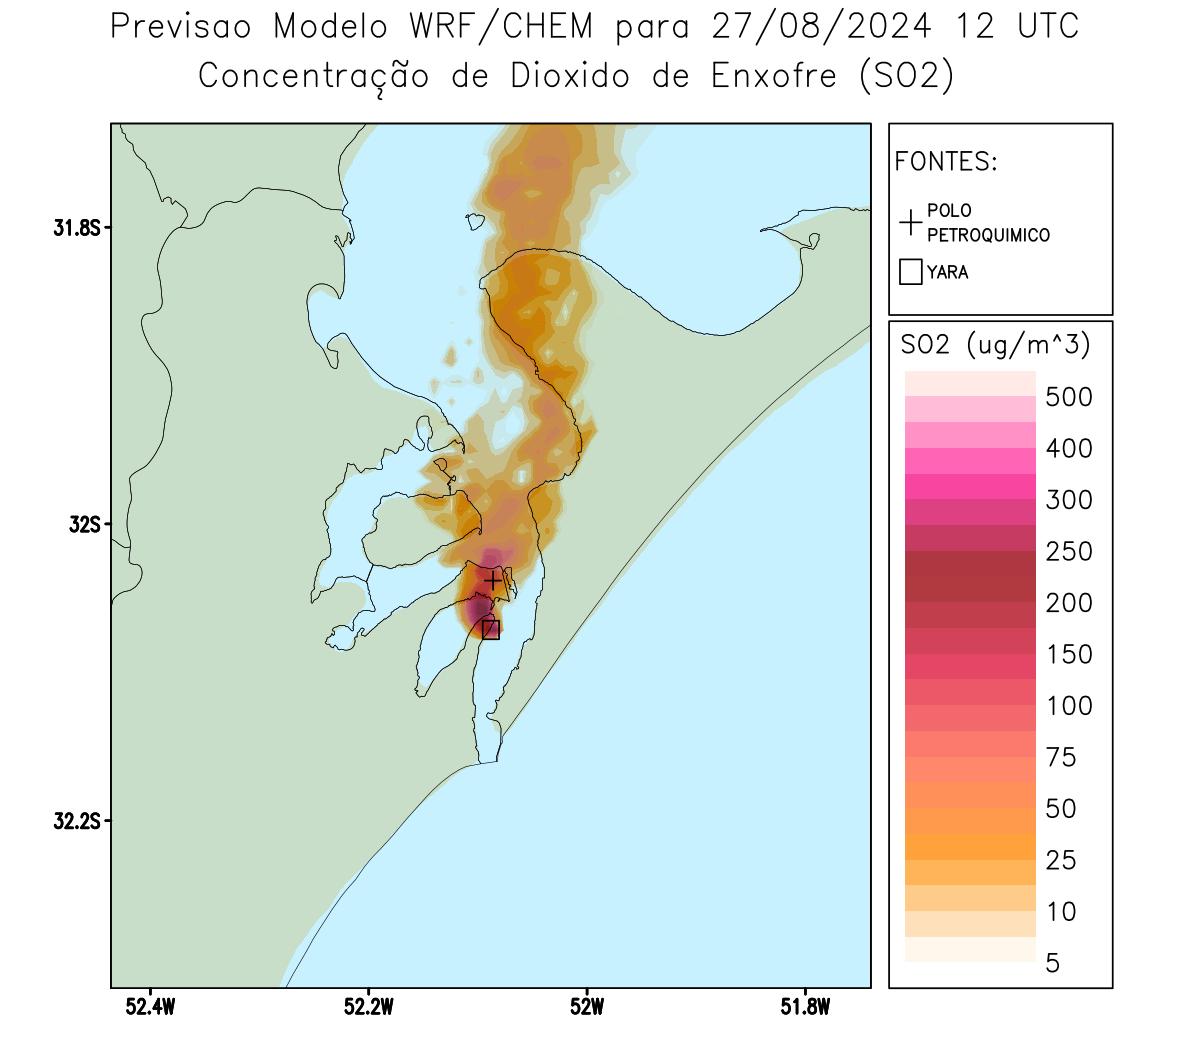 Previsao Modelo WRF/CHEM para 27/08/2024 12 UTC
Concentração de Dioxido de Enxofre (SO2)
FONTES:
POLO
PETROQUIMICO
YARA
SO2 (ug/m^3)
500
400
300
250
200
150
100
75
50
25
10
5
31.8S
32S
32.2S
52.4W
52.2W
52W
51.8W